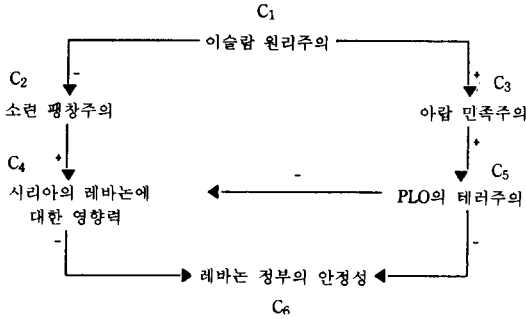 C₁
이슬람 원리주의
C₂
-
+
C₃
소련 팽창주의
아랍 민족주의
C₄
+
+
C₅
시리아의 레바논에
대한 영향력
-
PLO의 테러주의
-
-
레바논 정부의 안정성
C₆